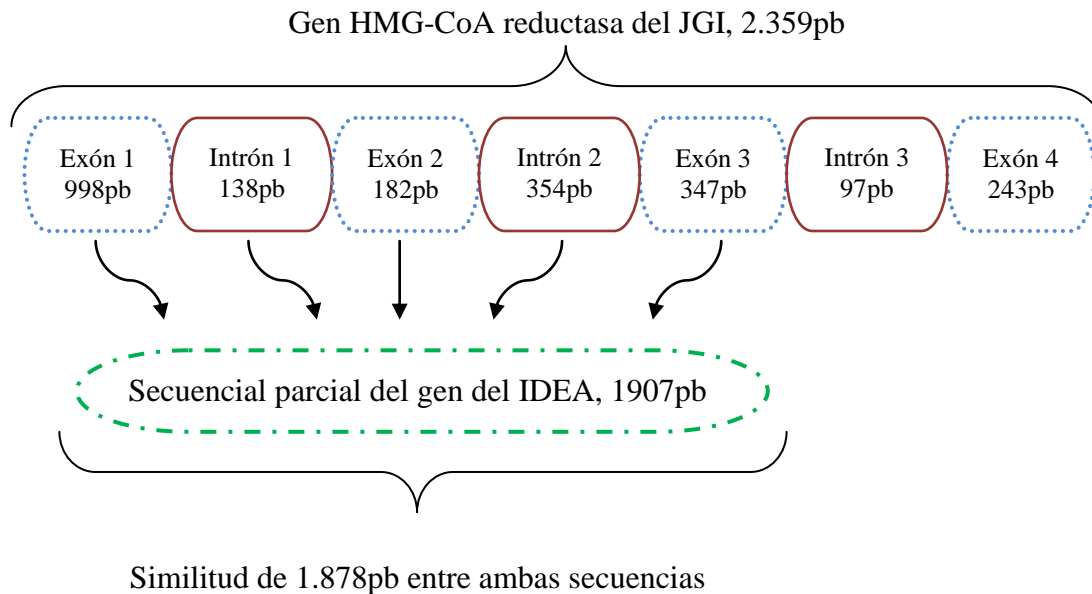 Gen HMG-CoA reductasa del JGI, 2.359pb
Exón 1
998pb
Intrón 1
138pb
Exón 2
182pb
Intrón 2
354pb
Exón 3
347pb
Intrón 3
97pb
Exón 4
243pb
Secuencial parcial del gen del IDEA, 1907pb
Similitud de 1.878pb entre ambas secuencias